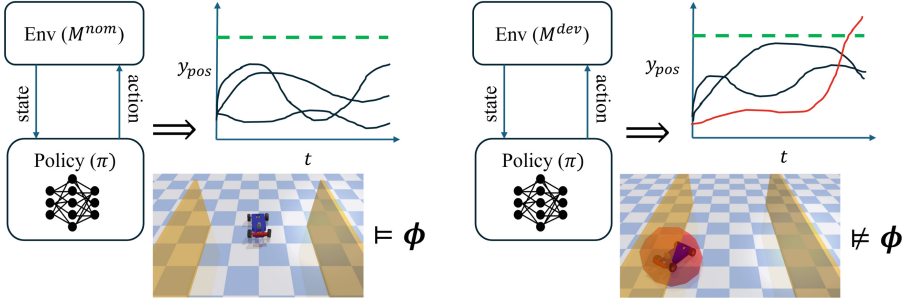 Env (M^nom)
state
action
Policy (π)
⇒
y_pos
t
⊨ ϕ
Env (M^dev)
state
action
Policy (π)
⇒
y_pos
t
⊭ ϕ